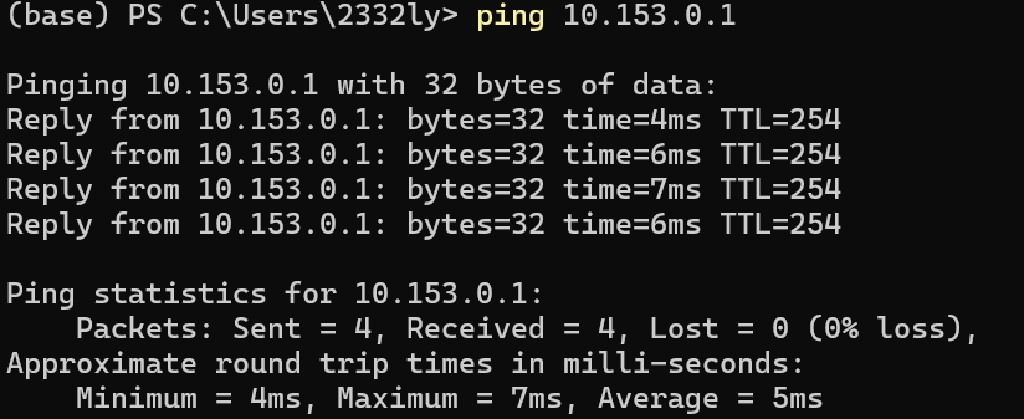 (base) PS C:\Users\2332ly> ping 10.153.0.1
Pinging 10.153.0.1 with 32 bytes of data:
Reply from 10.153.0.1: bytes=32 time=4ms TTL=254
Reply from 10.153.0.1: bytes=32 time=6ms TTL=254
Reply from 10.153.0.1: bytes=32 time=7ms TTL=254
Reply from 10.153.0.1: bytes=32 time=6ms TTL=254
Ping statistics for 10.153.0.1:
    Packets: Sent = 4, Received = 4, Lost = 0 (0% loss),
Approximate round trip times in milli-seconds:
    Minimum = 4ms, Maximum = 7ms, Average = 5ms